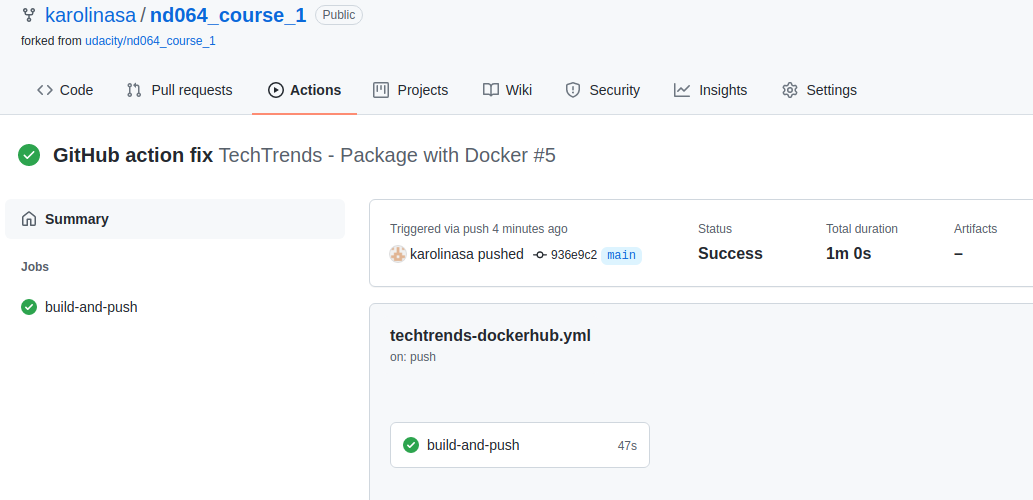 karolinasa / nd064_course_1 Public
forked from udacity/nd064_course_1
Code Pull requests Actions Projects Wiki Security Insights Settings
GitHub action fix TechTrends - Package with Docker #5
Summary
Jobs
build-and-push
Triggered via push 4 minutes ago
karolinasa pushed 936e9c2 main
Status
Success
Total duration
1m 0s
Artifacts
–
techtrends-dockerhub.yml
on: push
build-and-push 47s